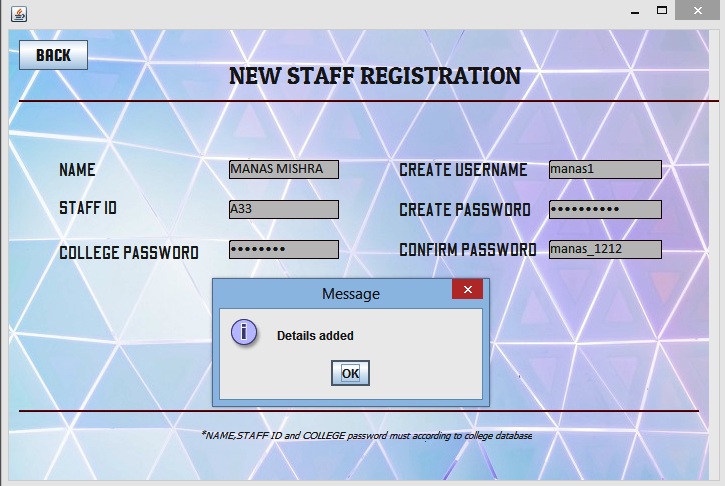 BACK
NEW STAFF REGISTRATION
NAME
MANAS MISHRA
CREATE USERNAME
manas1
STAFF ID
A33
CREATE PASSWORD
••••••••••
COLLEGE PASSWORD
••••••••
CONFIRM PASSWORD
manas_1212
Message
Details added
OK
*NAME,STAFF ID and COLLEGE password must according to college database